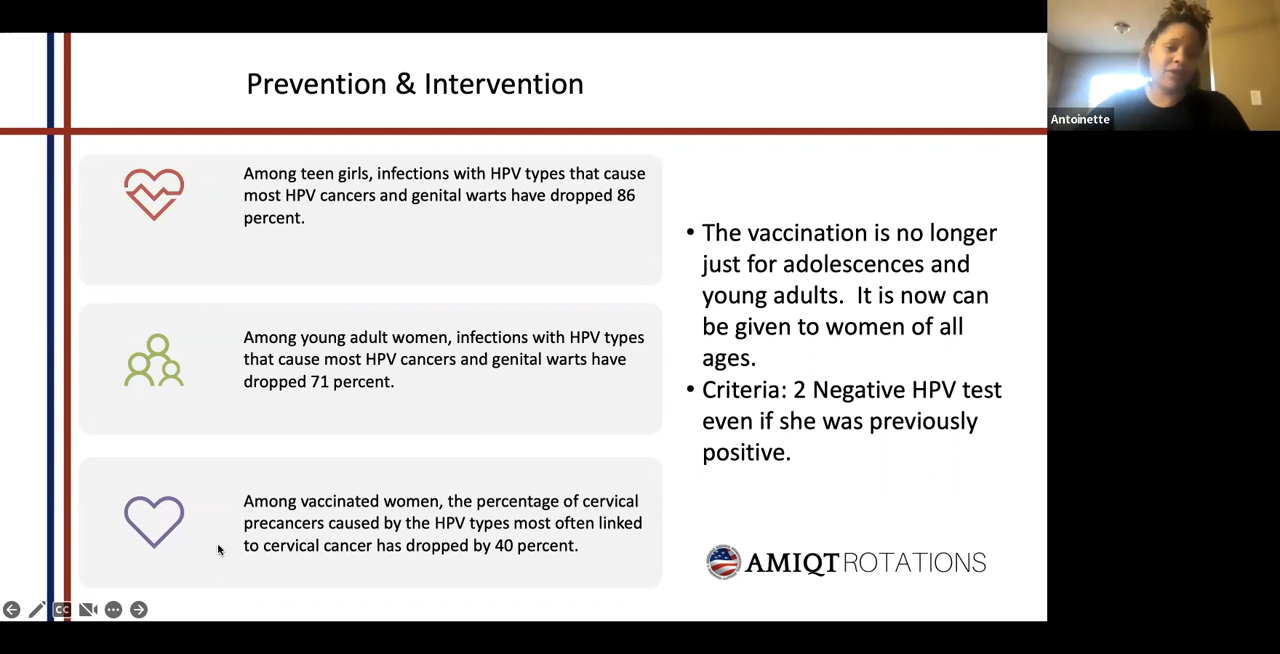 Prevention & Intervention
Antoinette
Among teen girls, infections with HPV types that cause
most HPV cancers and genital warts have dropped 86
percent.
Among young adult women, infections with HPV types
that cause most HPV cancers and genital warts have
dropped 71 percent.
Among vaccinated women, the percentage of cervical
precancers caused by the HPV types most often linked
to cervical cancer has dropped by 40 percent.
• The vaccination is no longer
just for adolescences and
young adults. It is now can
be given to women of all
ages.
• Criteria: 2 Negative HPV test
even if she was previously
positive.
AMIQT ROTATIONS
CC